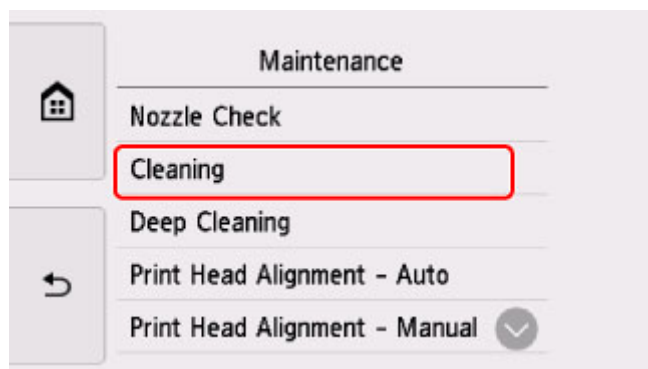 Maintenance
Nozzle Check
Cleaning
Deep Cleaning
Print Head Alignment - Auto
Print Head Alignment - Manual